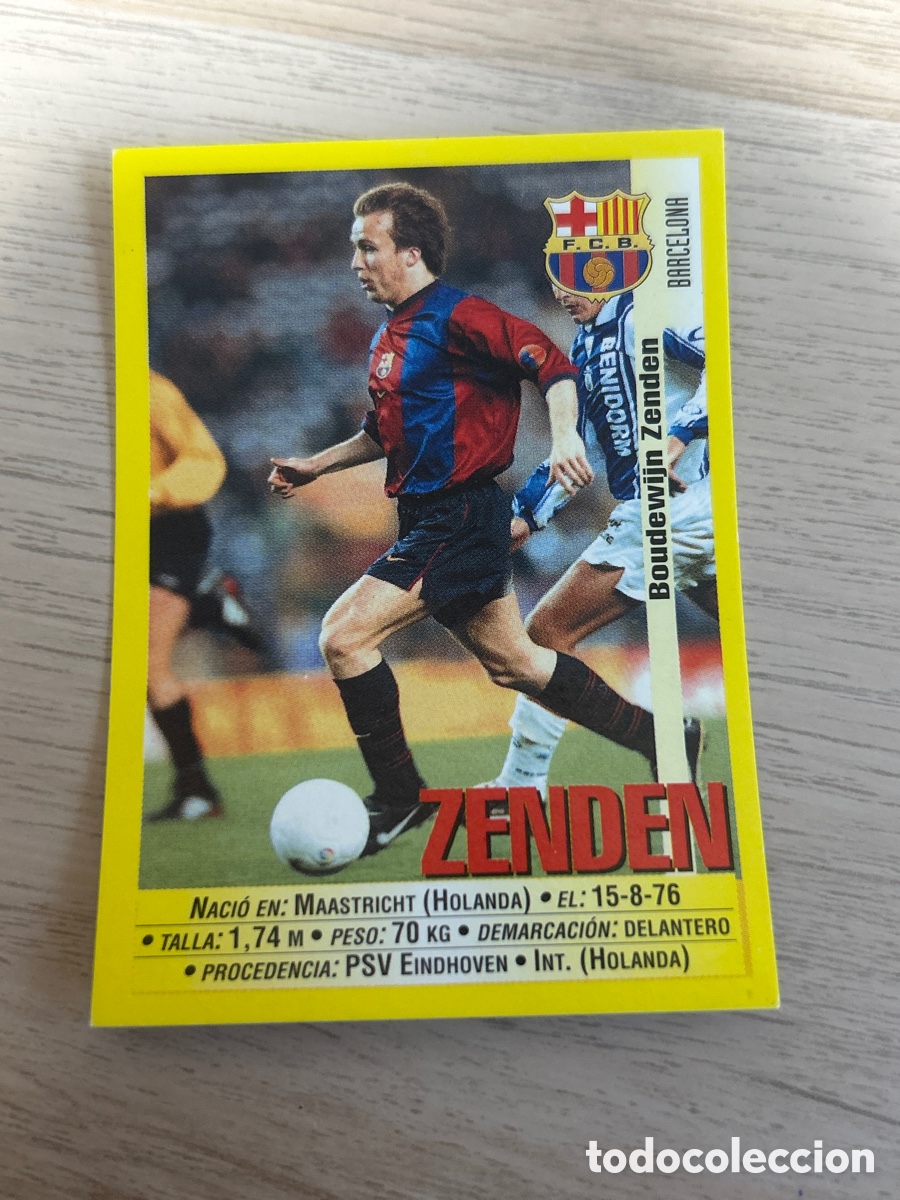 F. C. B.
BARCELONA
BENIDORM
Boudewijn Zenden
ZENDEN
NACIÓ EN: MAASTRICHT (HOLANDA) • EL: 15-8-76
• TALLA: 1,74 M • PESO: 70 KG • DEMARCACIÓN: DELANTERO
• PROCEDENCIA: PSV EINDHOVEN • INT. (HOLANDA)
todocoleccion